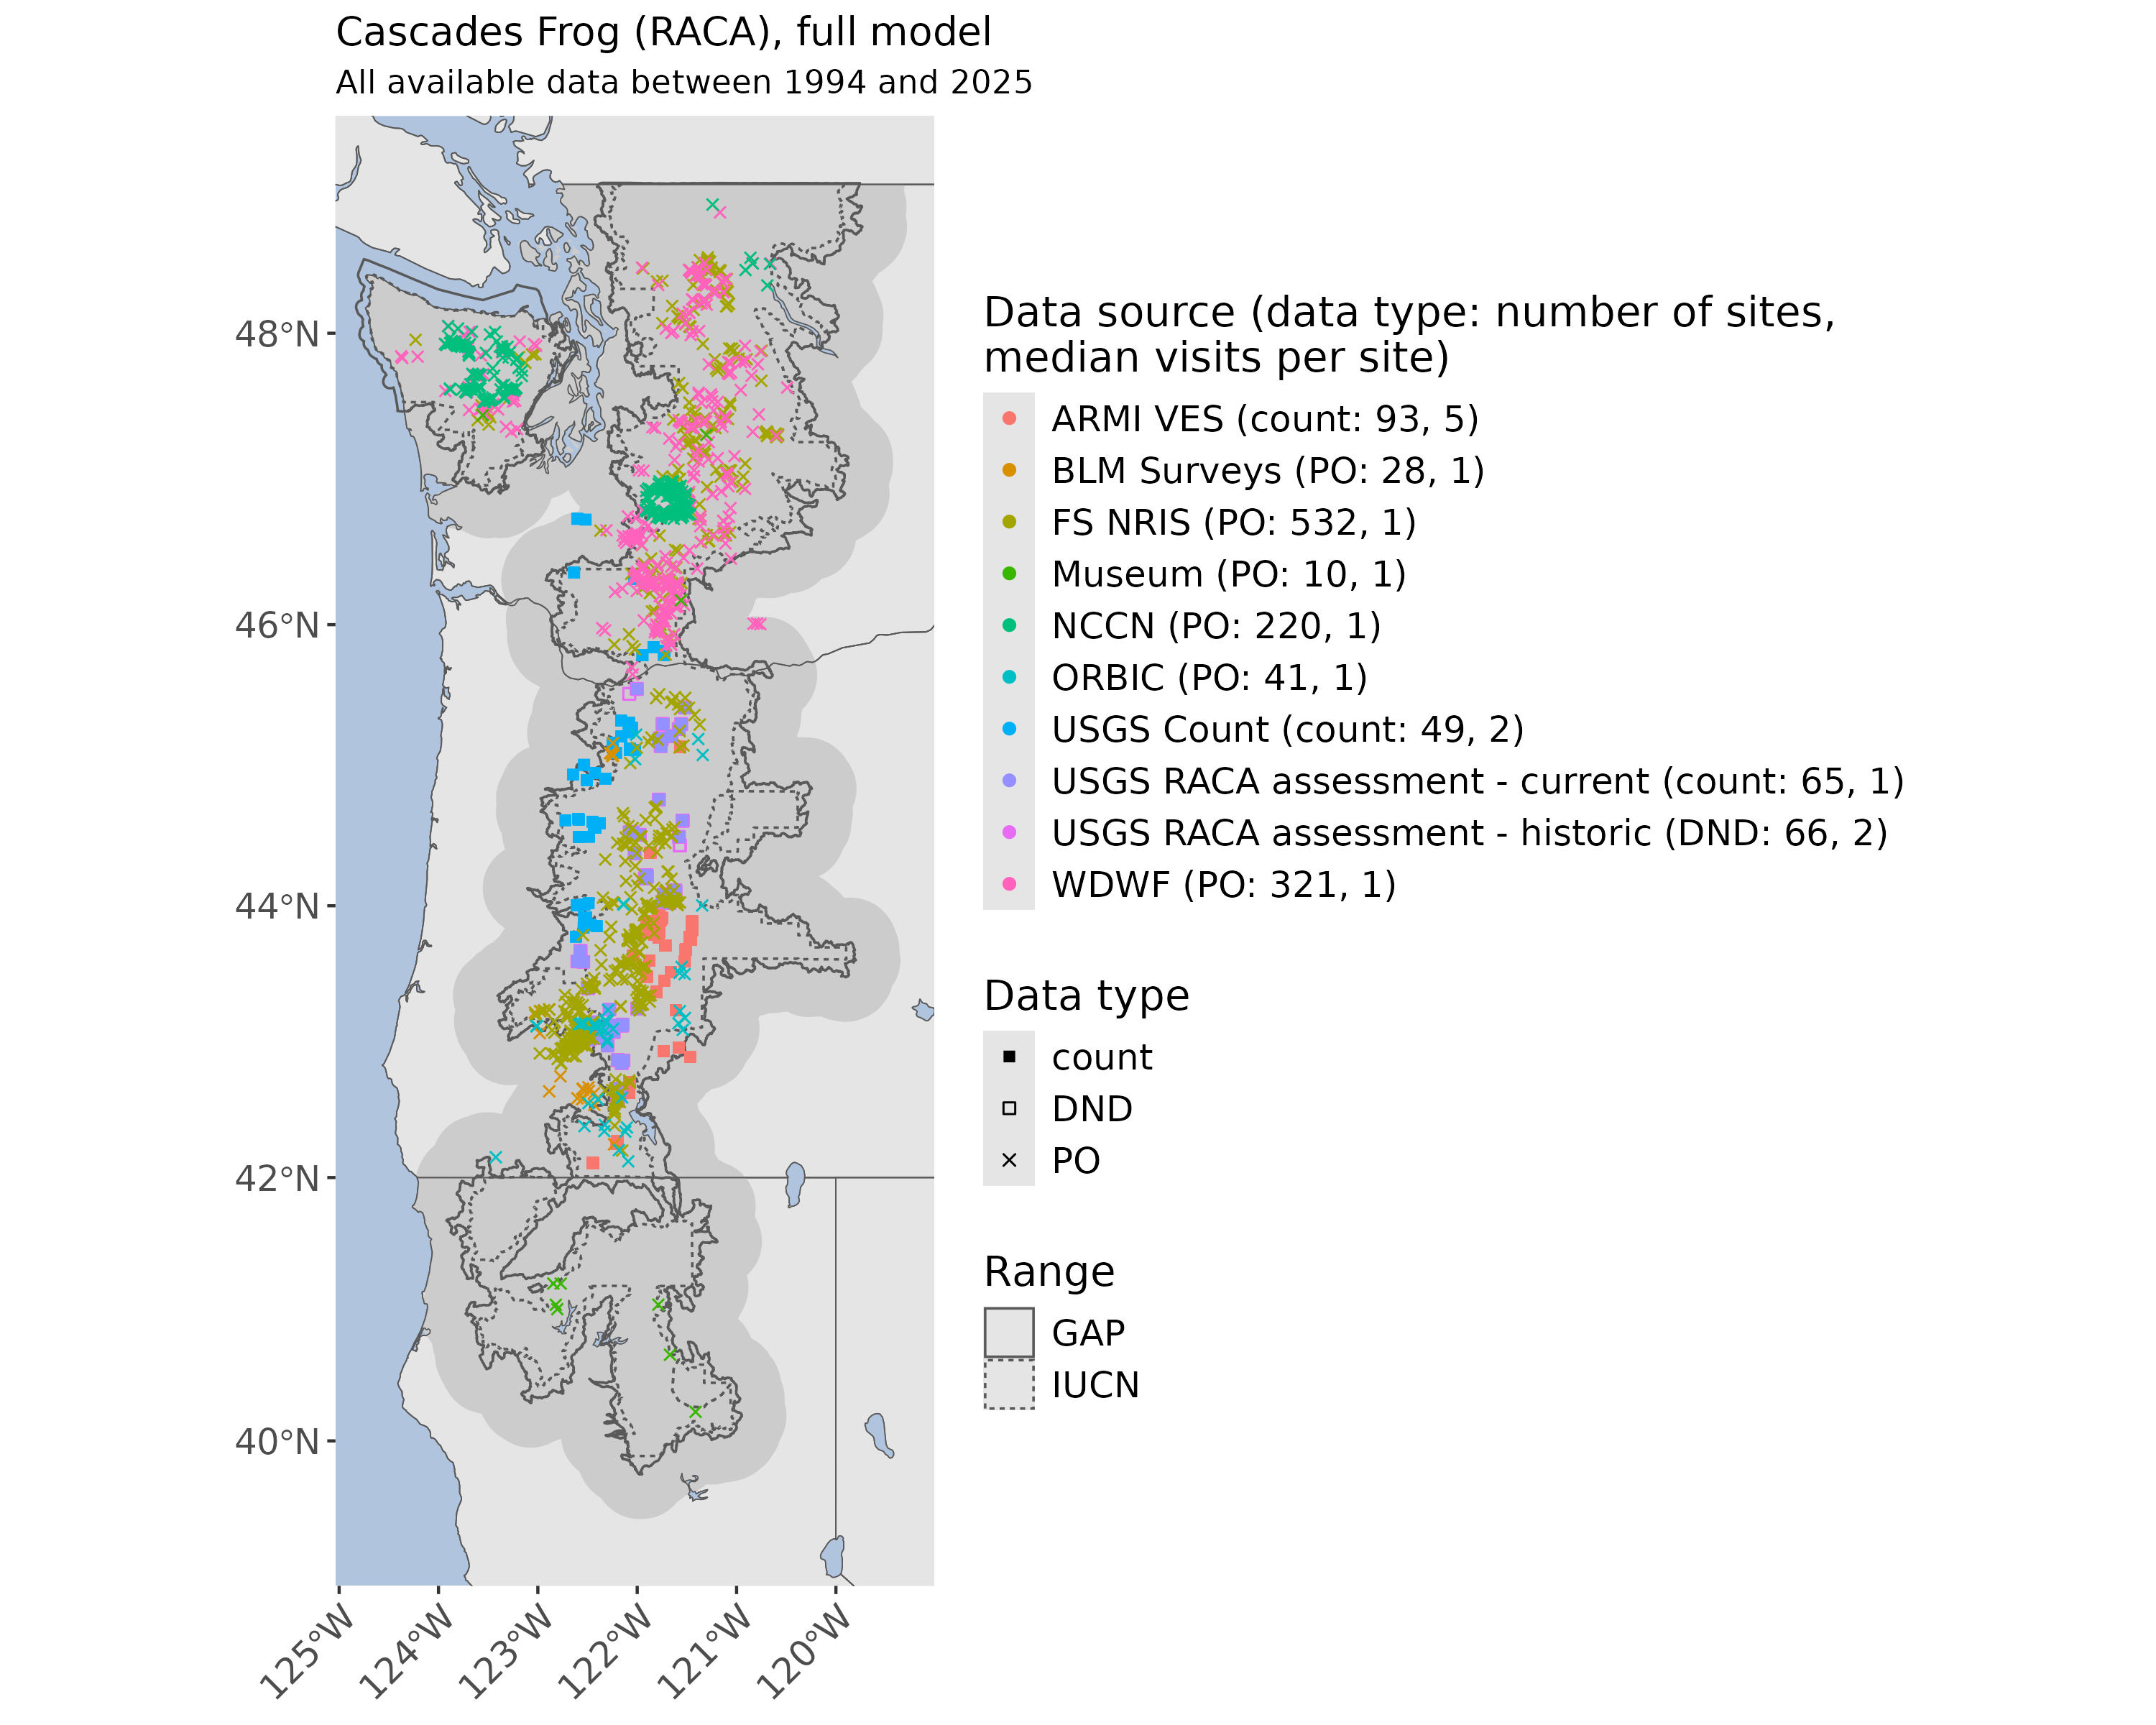 Cascades Frog (RACA), full model
All available data between 1994 and 2025
48°N
46°N
44°N
42°N
40°N
125°W
124°W
123°W
122°W
121°W
120°W
Data source (data type: number of sites,
median visits per site)
ARMI VES (count: 93, 5)
BLM Surveys (PO: 28, 1)
FS NRIS (PO: 532, 1)
Museum (PO: 10, 1)
NCCN (PO: 220, 1)
ORBIC (PO: 41, 1)
USGS Count (count: 49, 2)
USGS RACA assessment - current (count: 65, 1)
USGS RACA assessment - historic (DND: 66, 2)
WDWF (PO: 321, 1)
Data type
count
DND
PO
Range
GAP
IUCN